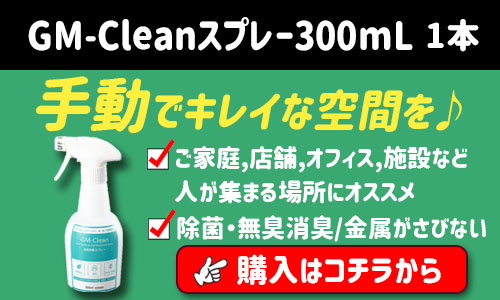 GM-Cleanスプレー300mL 1本
手動でキレイな空間を♪
ご家庭,店舗,オフィス,施設など
人が集まる場所にオススメ
除菌・無臭消臭/金属がさびない
GM-Clean
購入はコチラから